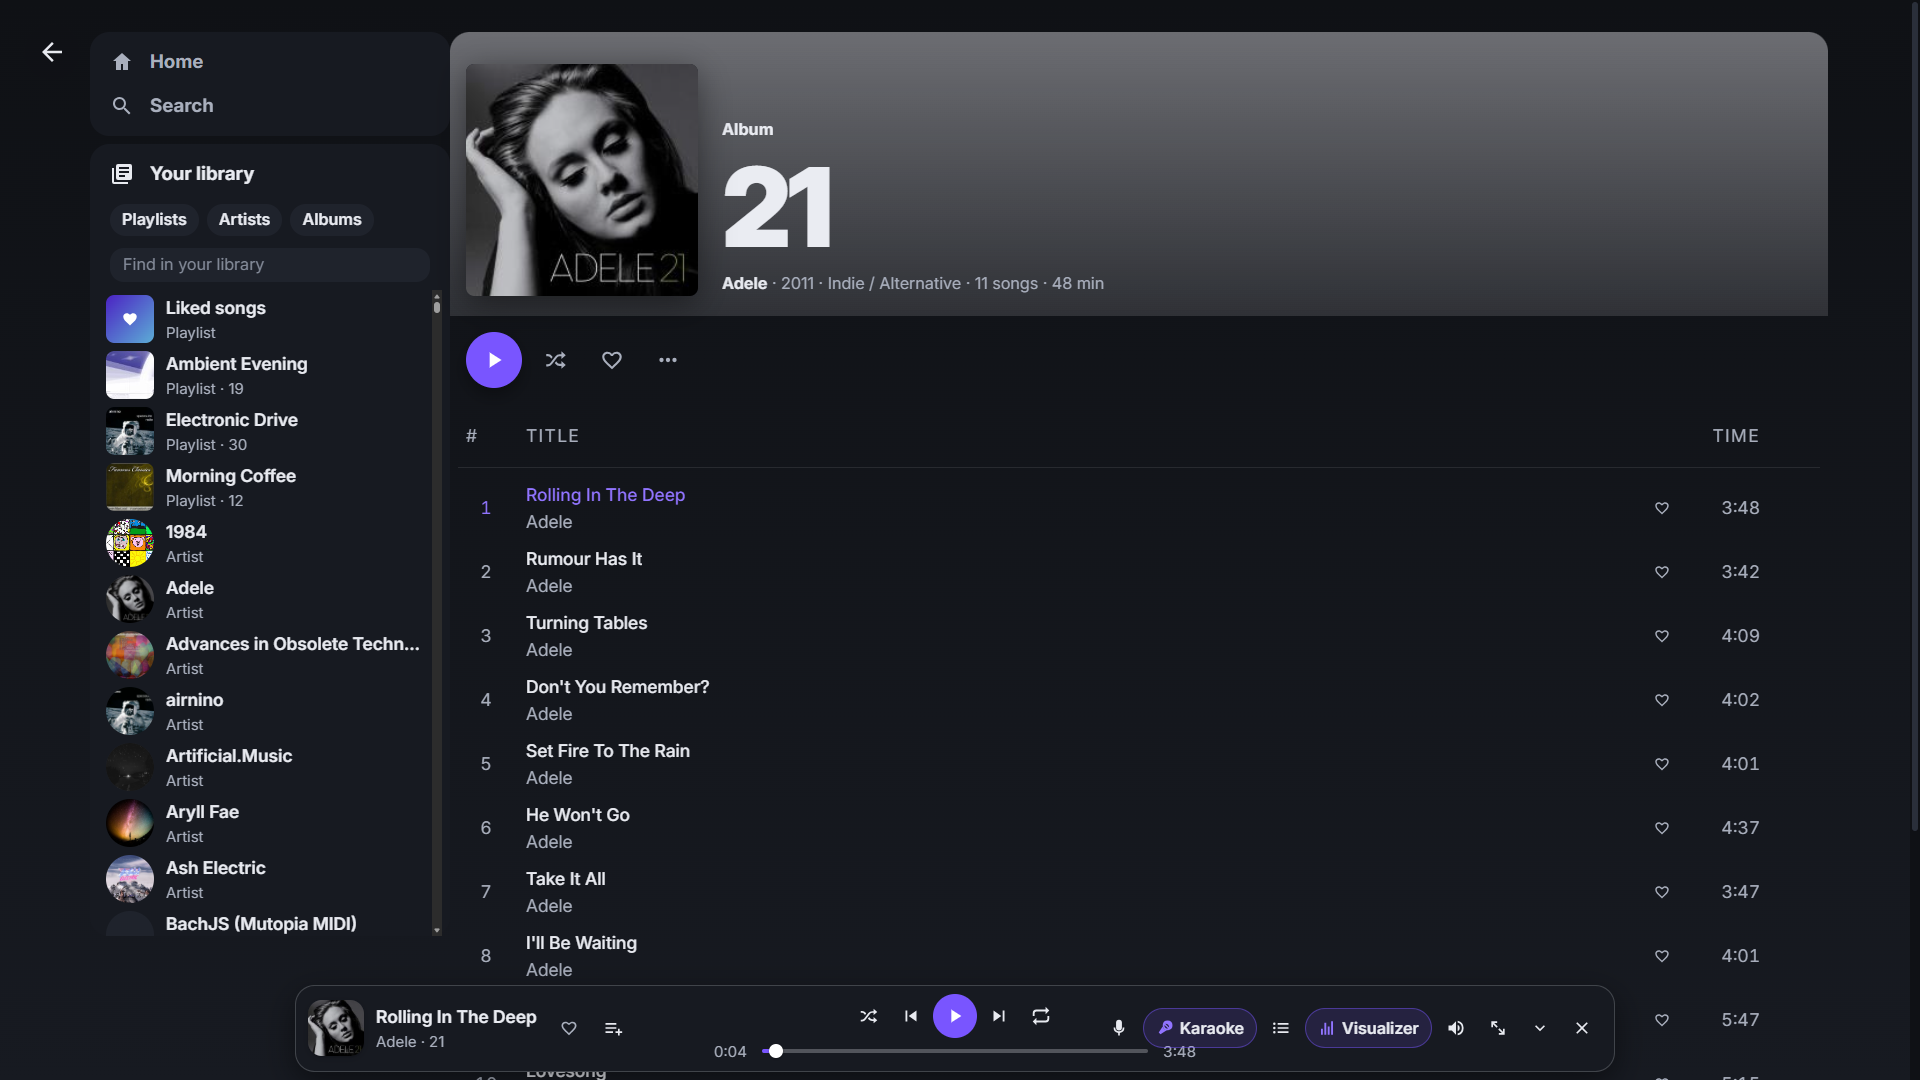 Home
Search
Your library
Playlists
Artists
Albums
Find in your library
Liked songs
Playlist
Ambient Evening
Playlist · 19
Electronic Drive
Playlist · 30
Morning Coffee
Playlist · 12
1984
Artist
Adele
Artist
Advances in Obsolete Techn...
Artist
airnino
Artist
Artificial.Music
Artist
Aryll Fae
Artist
Ash Electric
Artist
BachJS (Mutopia MIDI)
ADELE 21
Album
21
Adele · 2011 · Indie / Alternative · 11 songs · 48 min
# TITLE TIME
1 Rolling In The Deep 3:48
Adele
2 Rumour Has It 3:42
Adele
3 Turning Tables 4:09
Adele
4 Don't You Remember? 4:02
Adele
5 Set Fire To The Rain 4:01
Adele
6 He Won't Go 4:37
Adele
7 Take It All 3:47
Adele
8 I'll Be Waiting 4:01
Adele
5:47
Lovesong
Rolling In The Deep
Adele · 21
0:04
3:48
Karaoke
Visualizer